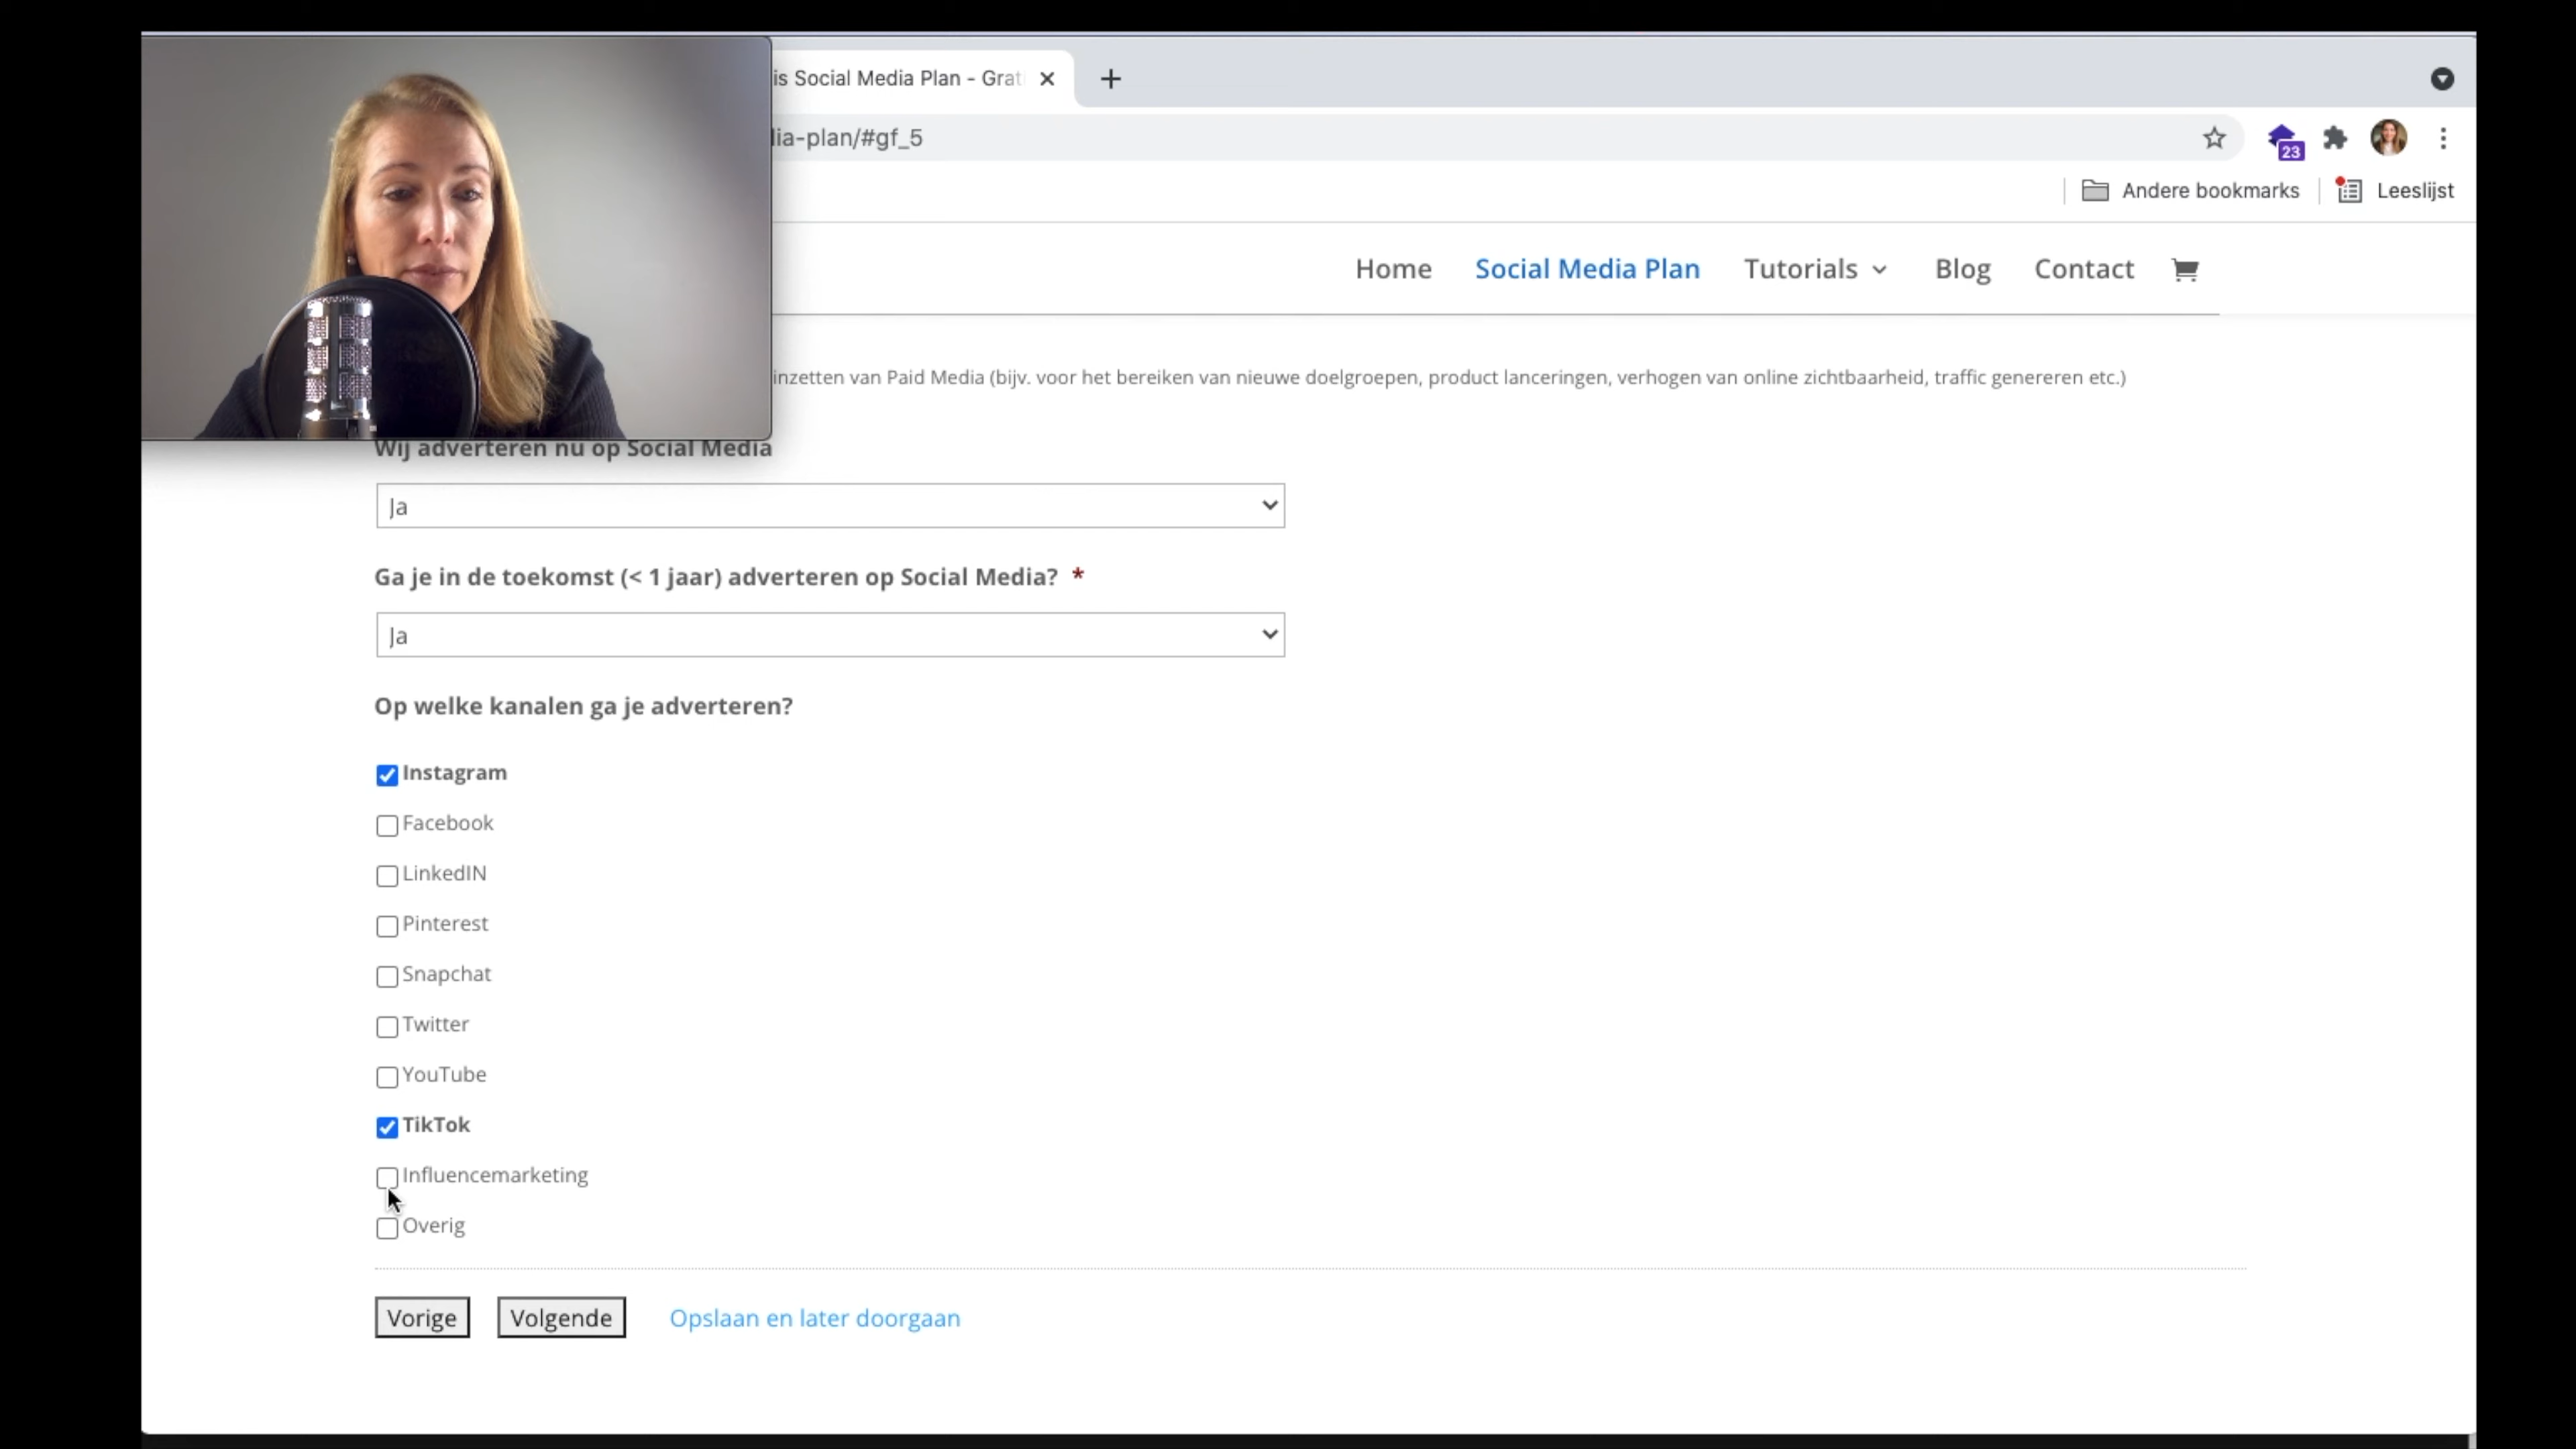 is Social Media Plan - Grati
lia-plan/#gf_5
23
Andere bookmarks
Leeslijst
Home
Social Media Plan
Tutorials
Blog
Contact
inzetten van Paid Media (bijv. voor het bereiken van nieuwe doelgroepen, product lanceringen, verhogen van online zichtbaarheid, traffic genereren etc.)
Wij adverteren nu op Social Media
Ja
Ga je in de toekomst (< 1 jaar) adverteren op Social Media? *
Ja
Op welke kanalen ga je adverteren?
Instagram
Facebook
LinkedIN
Pinterest
Snapchat
Twitter
YouTube
TikTok
Influencemarketing
Overig
Vorige
Volgende
Opslaan en later doorgaan